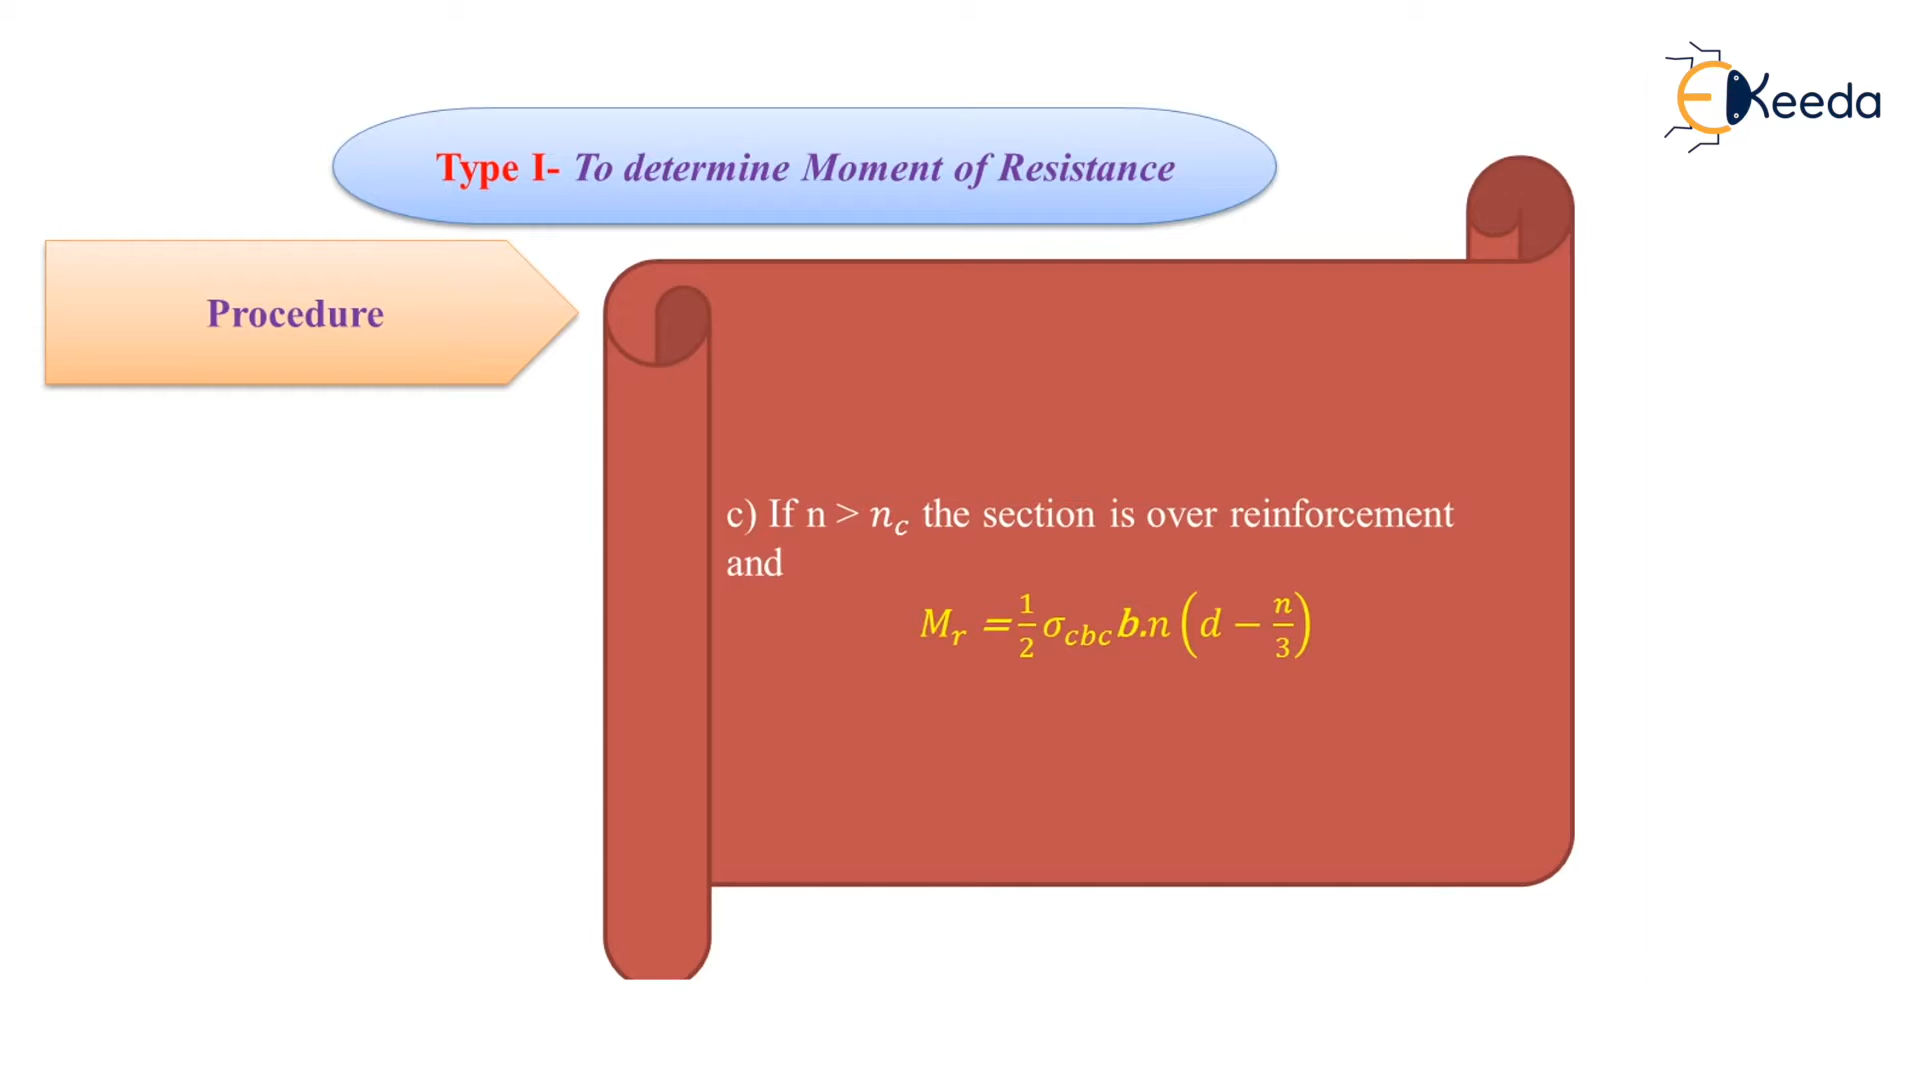 EKeeda
Type I- To determine Moment of Resistance
Procedure
c) If n > n_c the section is over reinforcement
and
M_r = 1/2 σ_cbc b.n (d − n/3)